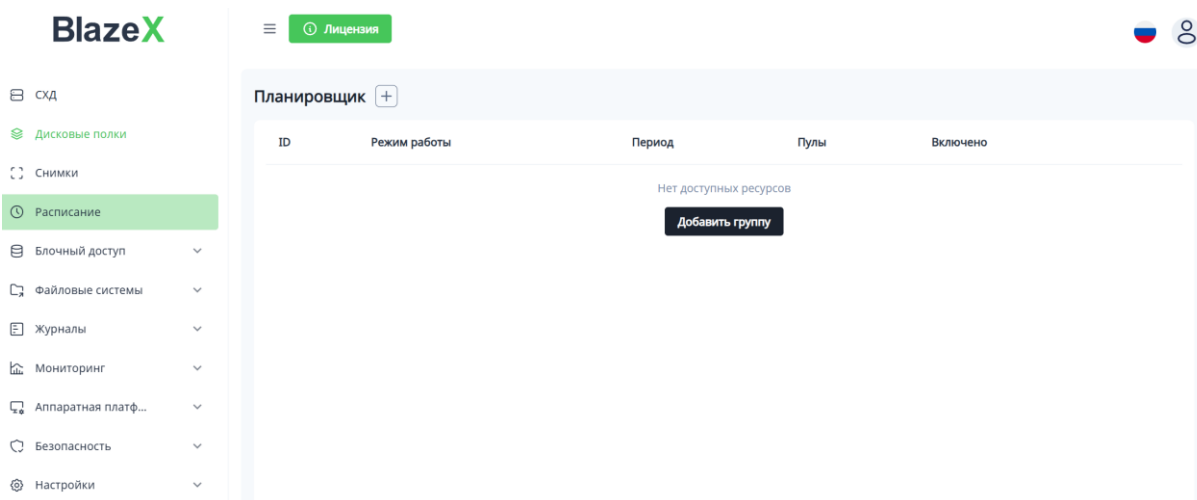 BlazeX
Лицензия
СХД
Дисковые полки
Снимки
Расписание
Блочный доступ
Файловые системы
Журналы
Мониторинг
Аппаратная платф...
Безопасность
Настройки
Планировщик
ID Режим работы Период Пулы Включено
Нет доступных ресурсов
Добавить группу